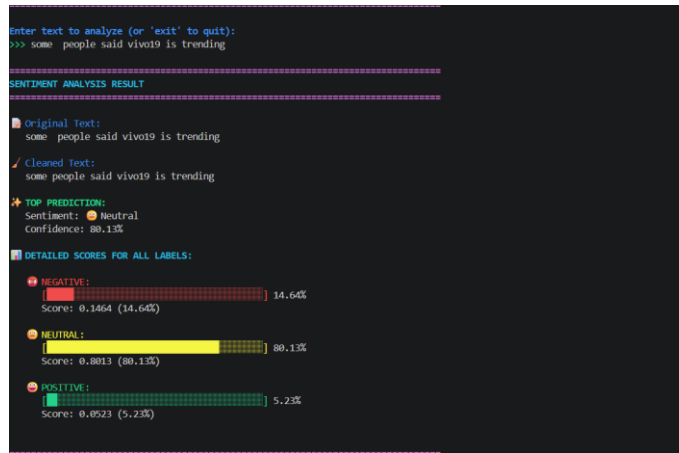 Enter text to analyze (or 'exit' to quit):
>>> some  people said vivo19 is trending
SENTIMENT ANALYSIS RESULT
Original Text:
some  people said vivo19 is trending
Cleaned Text:
some people said vivo19 is trending
TOP PREDICTION:
Sentiment: Neutral
Confidence: 80.13%
DETAILED SCORES FOR ALL LABELS:
NEGATIVE:
[ ] 14.64%
Score: 0.1464 (14.64%)
NEUTRAL:
[ ] 80.13%
Score: 0.8013 (80.13%)
POSITIVE:
[ ] 5.23%
Score: 0.0523 (5.23%)